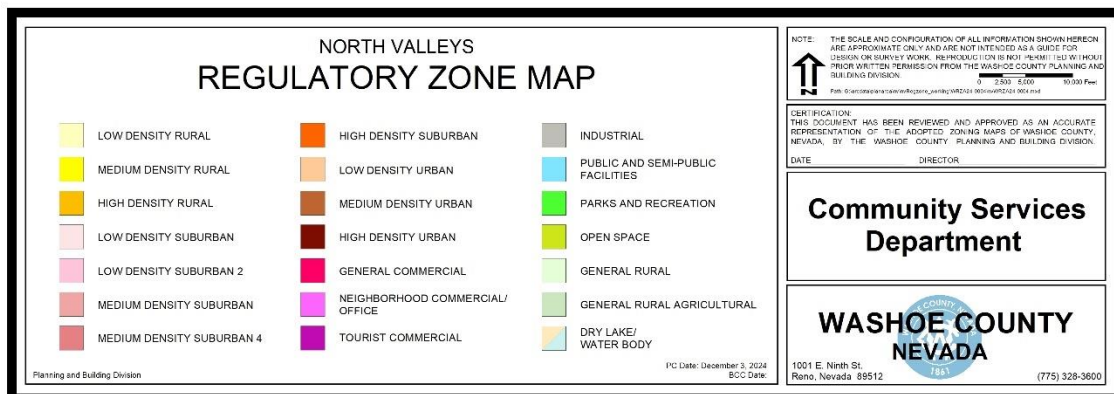 NORTH VALLEYS
REGULATORY ZONE MAP
LOW DENSITY RURAL
MEDIUM DENSITY RURAL
HIGH DENSITY RURAL
LOW DENSITY SUBURBAN
LOW DENSITY SUBURBAN 2
MEDIUM DENSITY SUBURBAN
MEDIUM DENSITY SUBURBAN 4
HIGH DENSITY SUBURBAN
LOW DENSITY URBAN
MEDIUM DENSITY URBAN
HIGH DENSITY URBAN
GENERAL COMMERCIAL
NEIGHBORHOOD COMMERCIAL/
OFFICE
TOURIST COMMERCIAL
INDUSTRIAL
PUBLIC AND SEMI-PUBLIC
FACILITIES
PARKS AND RECREATION
OPEN SPACE
GENERAL RURAL
GENERAL RURAL AGRICULTURAL
DRY LAKE/
WATER BODY
Planning and Building Division
PC Date: December 3, 2024
BCC Date:
NOTE: THE SCALE AND CONFIGURATION OF ALL INFORMATION SHOWN HEREON
ARE APPROXIMATE ONLY AND ARE NOT INTENDED AS A GUIDE FOR
DESIGN OR SURVEY WORK. REPRODUCTION IS NOT PERMITTED WITHOUT
PRIOR WRITTEN PERMISSION FROM THE WASHOE COUNTY PLANNING AND
BUILDING DIVISION.
0 2,500 5,000 10,000 Feet
Path:
CERTIFICATION:
THIS DOCUMENT HAS BEEN REVIEWED AND APPROVED AS AN ACCURATE
REPRESENTATION OF THE ADOPTED ZONING MAPS OF WASHOE COUNTY,
NEVADA, BY THE WASHOE COUNTY PLANNING AND BUILDING DIVISION.
DATE DIRECTOR
Community Services
Department
WASHOE COUNTY
NEVADA
1861
1001 E. Ninth St.
Reno, Nevada 89512
(775) 328-3600